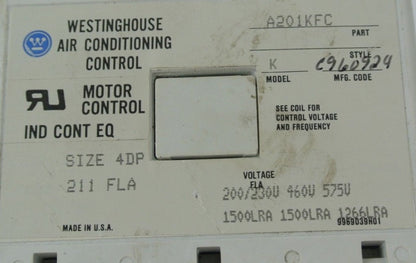 WESTINGHOUSE
AIR CONDITIONING
CONTROL
A201KFC
PART
STYLE
K C960924
MODEL MFG. CODE
RU MOTOR
CONTROL
IND CONT EQ
SEE COIL FOR
CONTROL VOLTAGE
AND FREQUENCY
SIZE 4DP
211 FLA
VOLTAGE
FLA
200/230V 460V 575V
1500LRA 1500LRA 1266LRA
MADE IN U.S.A.
9969039H01